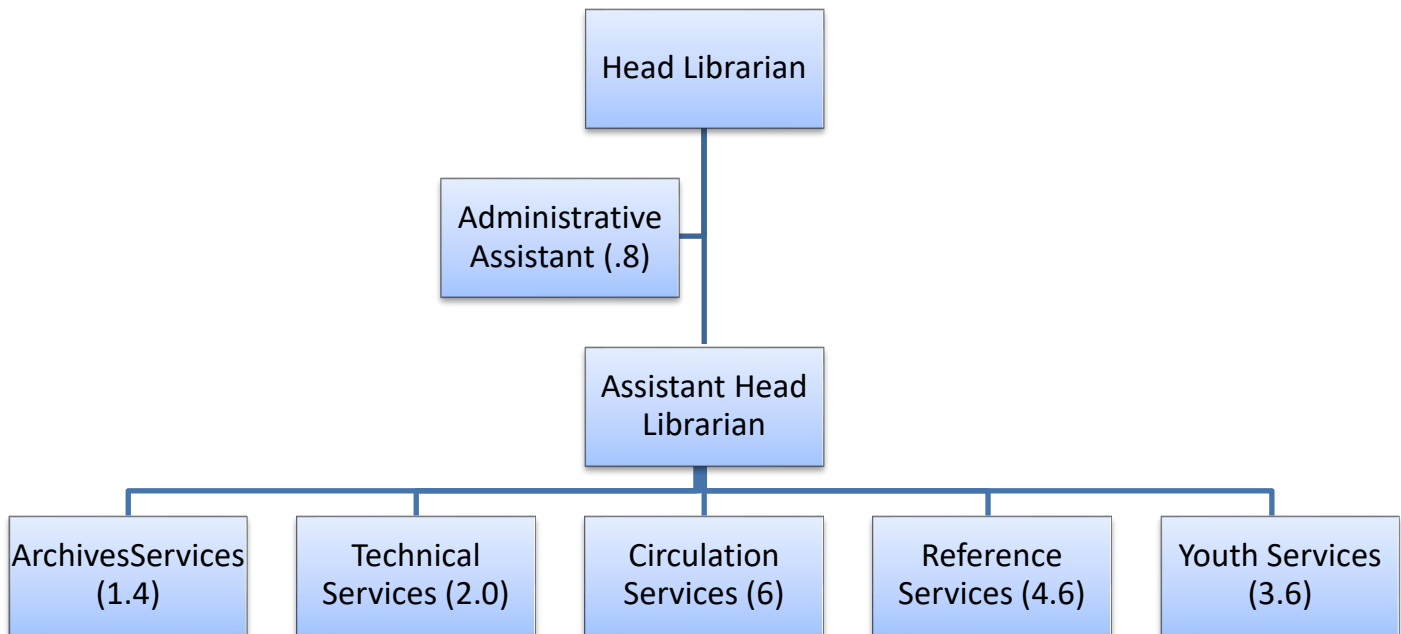 Head Librarian
Administrative
Assistant (.8)
Assistant Head
Librarian
ArchivesServices
(1.4)
Technical
Services (2.0)
Circulation
Services (6)
Reference
Services (4.6)
Youth Services
(3.6)